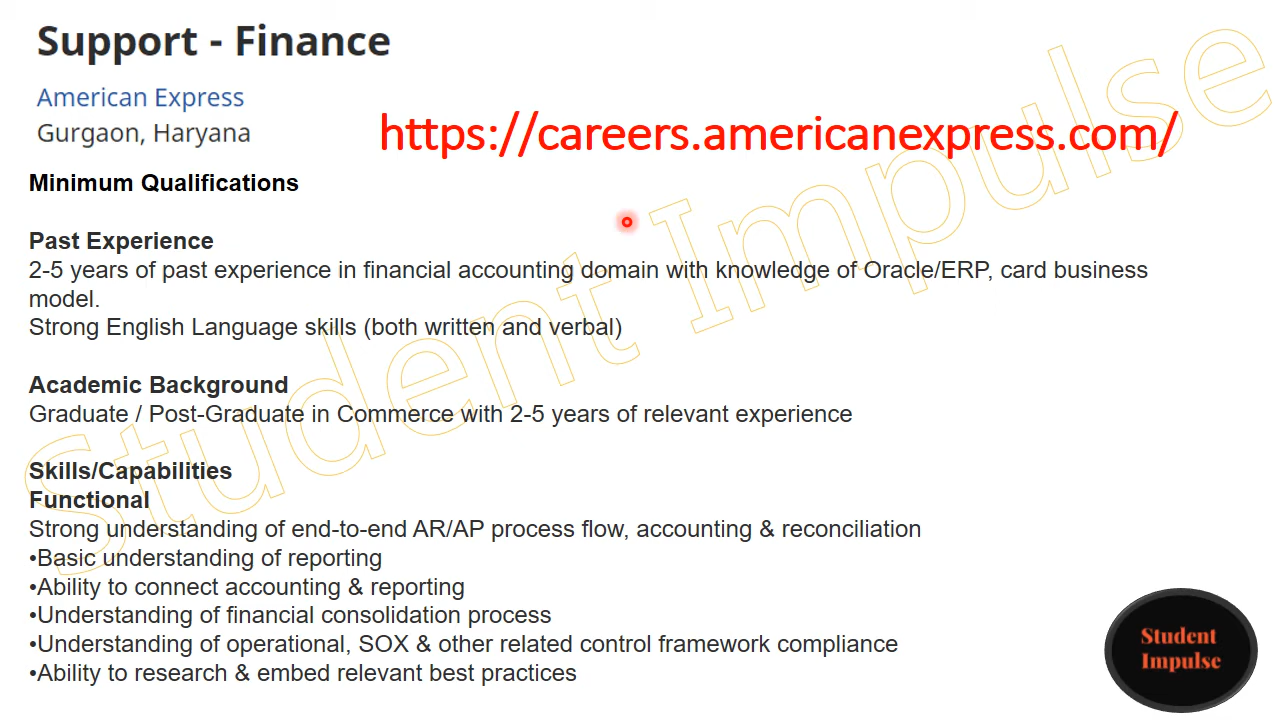 Support - Finance
American Express
Gurgaon, Haryana
https://careers.americanexpress.com/
Minimum Qualifications
Past Experience
2-5 years of past experience in financial accounting domain with knowledge of Oracle/ERP, card business
model.
Strong English Language skills (both written and verbal)
Academic Background
Graduate / Post-Graduate in Commerce with 2-5 years of relevant experience
Skills/Capabilities
Functional
Strong understanding of end-to-end AR/AP process flow, accounting & reconciliation
•Basic understanding of reporting
•Ability to connect accounting & reporting
•Understanding of financial consolidation process
•Understanding of operational, SOX & other related control framework compliance
•Ability to research & embed relevant best practices
Student Impulse
Student
Impulse